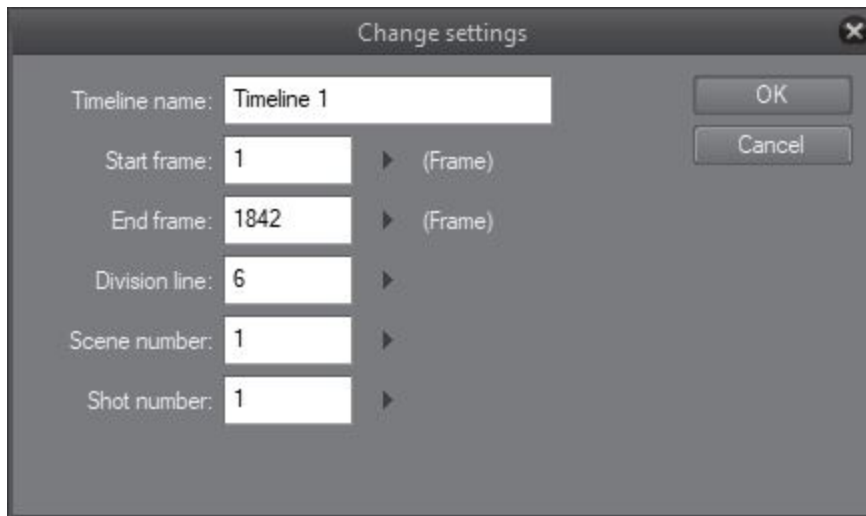 Change settings
Timeline name: Timeline 1
OK
Start frame: 1 (Frame)
Cancel
End frame: 1842 (Frame)
Division line: 6
Scene number: 1
Shot number: 1